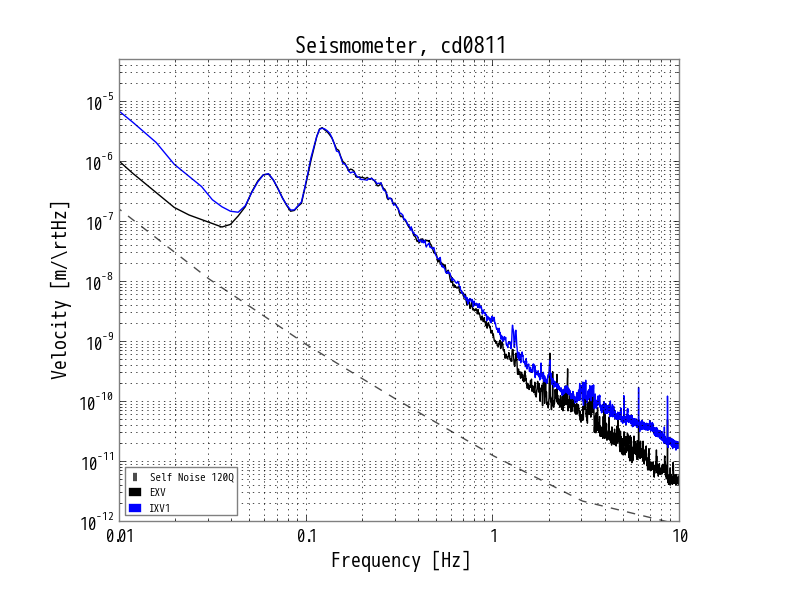 Seismometer, cd0811
Velocity [m/\rtHz]
10^-5
10^-6
10^-7
10^-8
10^-9
10^-10
10^-11
10^-12
Self Noise 120Q
EXV
IXV1
0.01 0.1 1 10
Frequency [Hz]